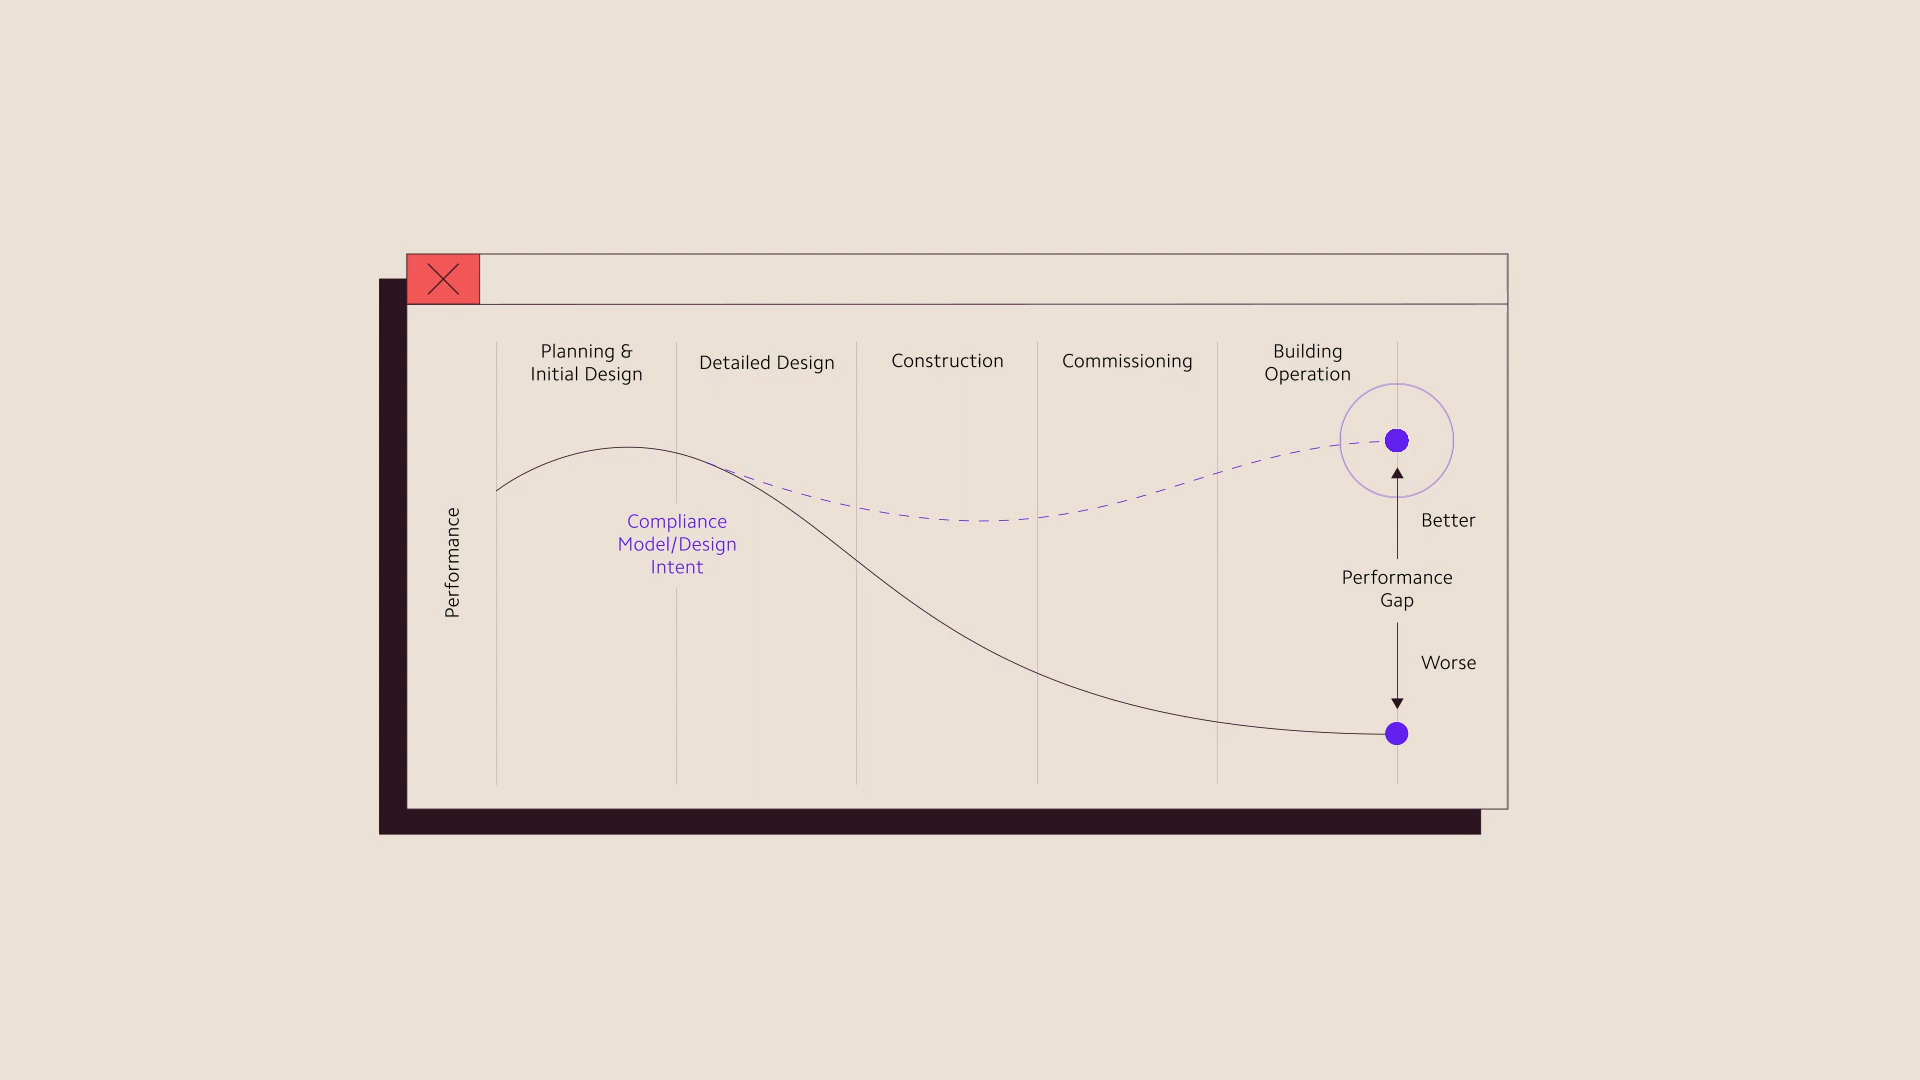 Planning &
Initial Design
Detailed Design
Construction
Commissioning
Building
Operation
Performance
Compliance
Model/Design
Intent
Better
Performance
Gap
Worse